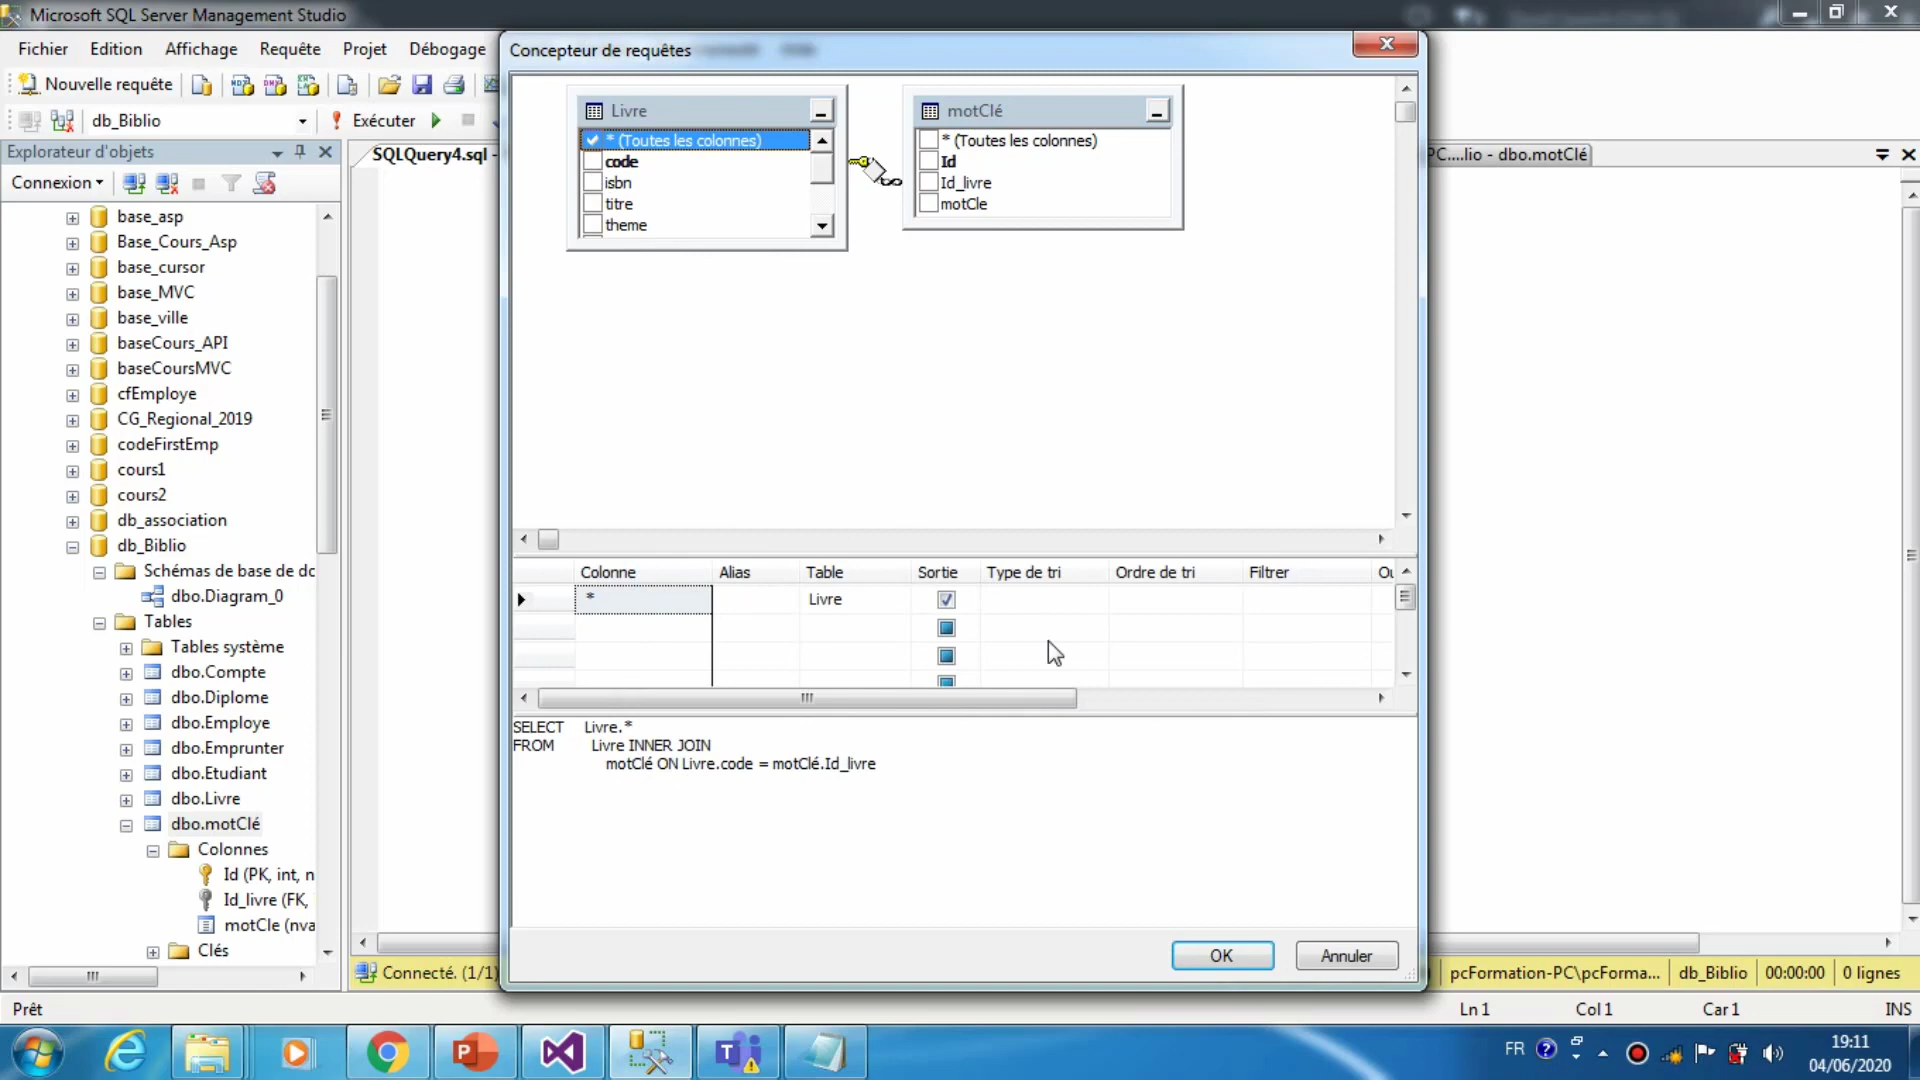 Microsoft SQL Server Management Studio
Fichier Edition Affichage Requête Projet Débogage
Nouvelle requête
db_Biblio Exécuter
Explorateur d'objets
Connexion
base_asp
Base_Cours_Asp
base_cursor
base_MVC
base_ville
baseCours_API
baseCoursMVC
cfEmploye
CG_Regional_2019
codeFirstEmp
cours1
cours2
db_association
db_Biblio
Schémas de base de dc
dbo.Diagram_0
Tables
Tables système
dbo.Compte
dbo.Diplome
dbo.Employe
dbo.Emprunter
dbo.Etudiant
dbo.Livre
dbo.motClé
Colonnes
Id (PK, int, n
Id_livre (FK,
motCle (nva
Clés
SQLQuery4.sql -
PC....lio - dbo.motClé
Concepteur de requêtes
Livre
* (Toutes les colonnes)
code
isbn
titre
theme
motClé
* (Toutes les colonnes)
Id
Id_livre
motCle
Colonne Alias Table Sortie Type de tri Ordre de tri Filtrer Ou
* Livre
SELECT Livre.*
FROM Livre INNER JOIN
motClé ON Livre.code = motClé.Id_livre
OK Annuler
Connecté. (1/1)
pcFormation-PC\pcForma... db_Biblio 00:00:00 0 lignes
Prêt Ln 1 Col 1 Car 1 INS
FR 19:11
04/06/2020